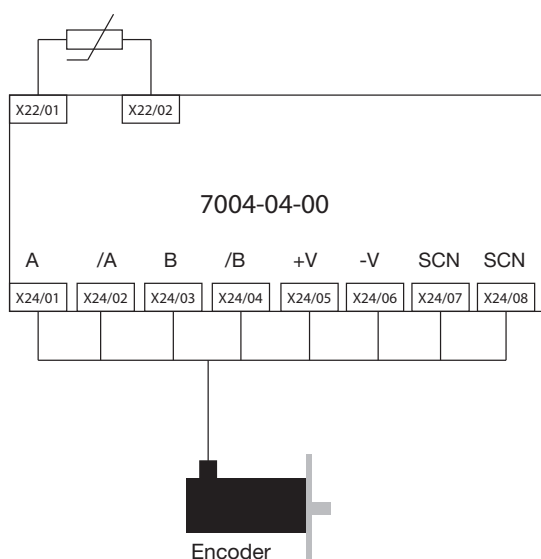 X22/01 X22/02
7004-04-00
A /A B /B +V -V SCN SCN
X24/01 X24/02 X24/03 X24/04 X24/05 X24/06 X24/07 X24/08
Encoder